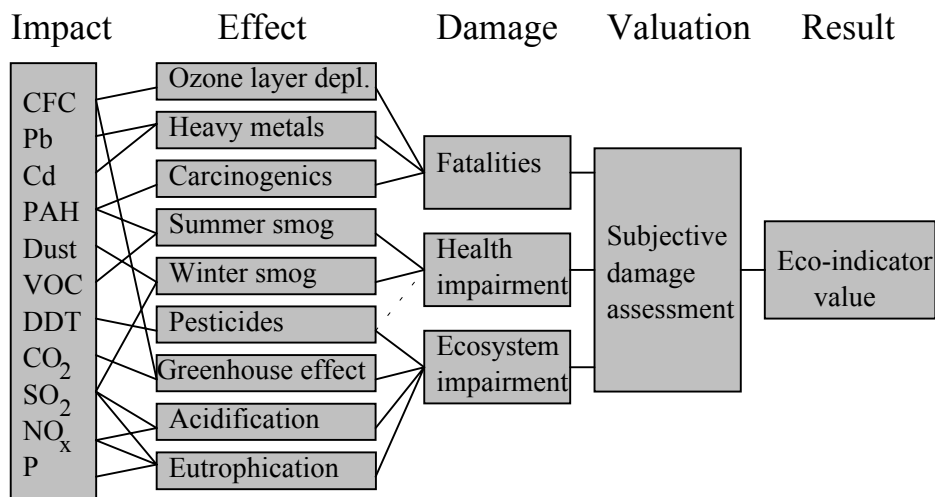 Impact Effect Damage Valuation Result
CFC
Pb
Cd
PAH
Dust
VOC
DDT
CO₂
SO₂
NOₓ
P
Ozone layer depl.
Heavy metals
Carcinogenics
Summer smog
Winter smog
Pesticides
Greenhouse effect
Acidification
Eutrophication
Fatalities
Health
impairment
Ecosystem
impairment
Subjective
damage
assessment
Eco-indicator
value